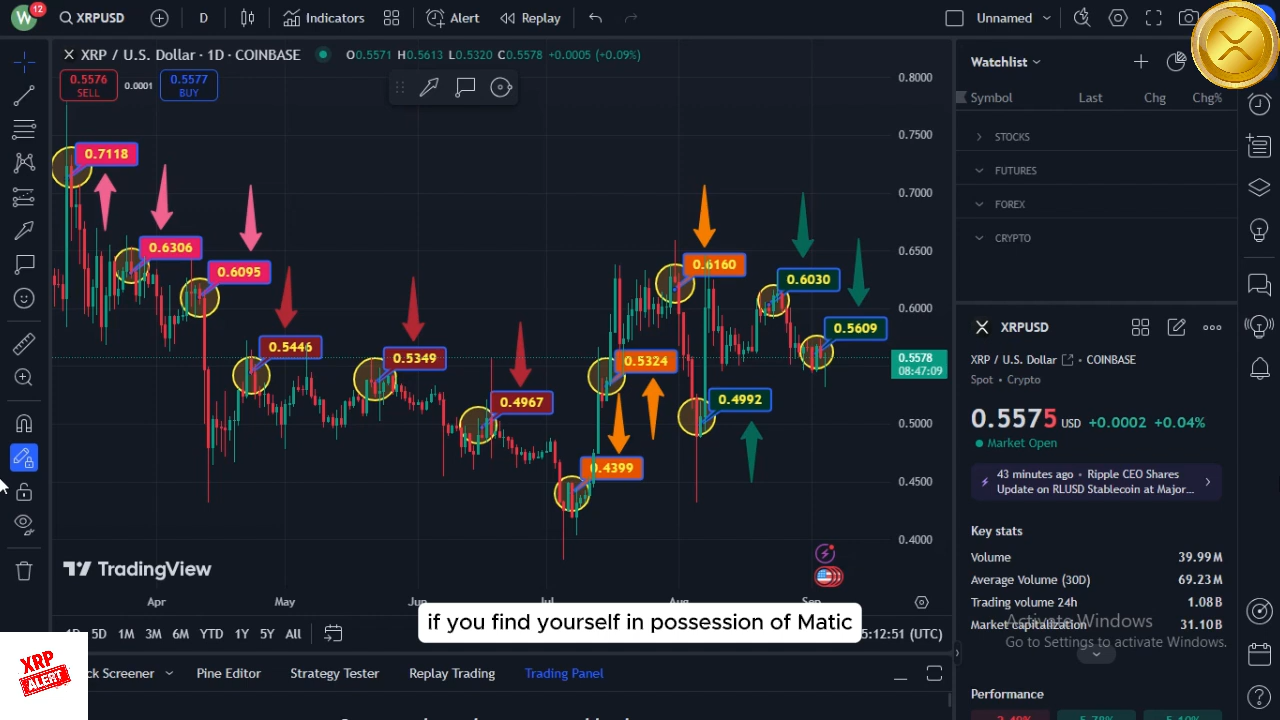 W 12 XRPUSD D Indicators Alert Replay Unnamed
XRP / U.S. Dollar · 1D · COINBASE O0.5571 H0.5613 L0.5320 C0.5578 +0.0005 (+0.09%)
0.5576 SELL 0.0001 0.5577 BUY
0.7118
0.6306
0.6095
0.5446
0.5349
0.4967
0.4399
0.5324
0.6160
0.4992
0.6030
0.5609
0.8000
0.7500
0.7000
0.6500
0.6000
0.5578
08:47:09
0.5000
0.4500
0.4000
TradingView
Apr May Jun Jul Aug Sep
5D 1M 3M 6M YTD 1Y 5Y All 5:12:51 (UTC)
if you find yourself in possession of Matic
ck Screener Pine Editor Strategy Tester Replay Trading Trading Panel
XRP
ALERT
Watchlist
Symbol Last Chg Chg%
STOCKS
FUTURES
FOREX
CRYPTO
XRPUSD
XRP / U.S. Dollar COINBASE
Spot • Crypto
0.5575 USD +0.0002 +0.04%
Market Open
43 minutes ago • Ripple CEO Shares
Update on RLUSD Stablecoin at Major...
Key stats
Volume 39.99M
Average Volume (30D) 69.23M
Trading volume 24h 1.08B
Market capitalization 31.10B
Activate Windows
Go to Settings to activate Windows.
Performance